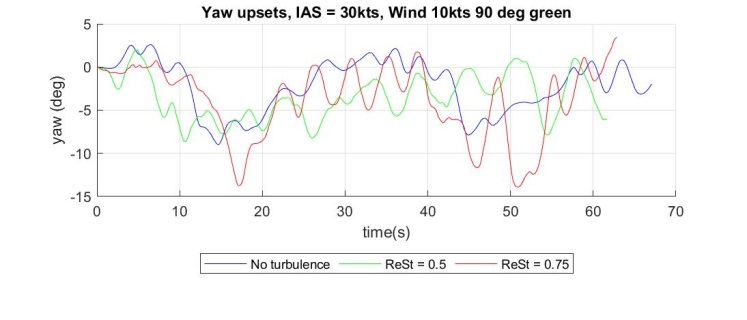 Yaw upsets, IAS = 30kts, Wind 10kts 90 deg green
5
0
-5
-10
-15
yaw (deg)
0 10 20 30 40 50 60 70
time(s)
No turbulence ReSt = 0.5 ReSt = 0.75